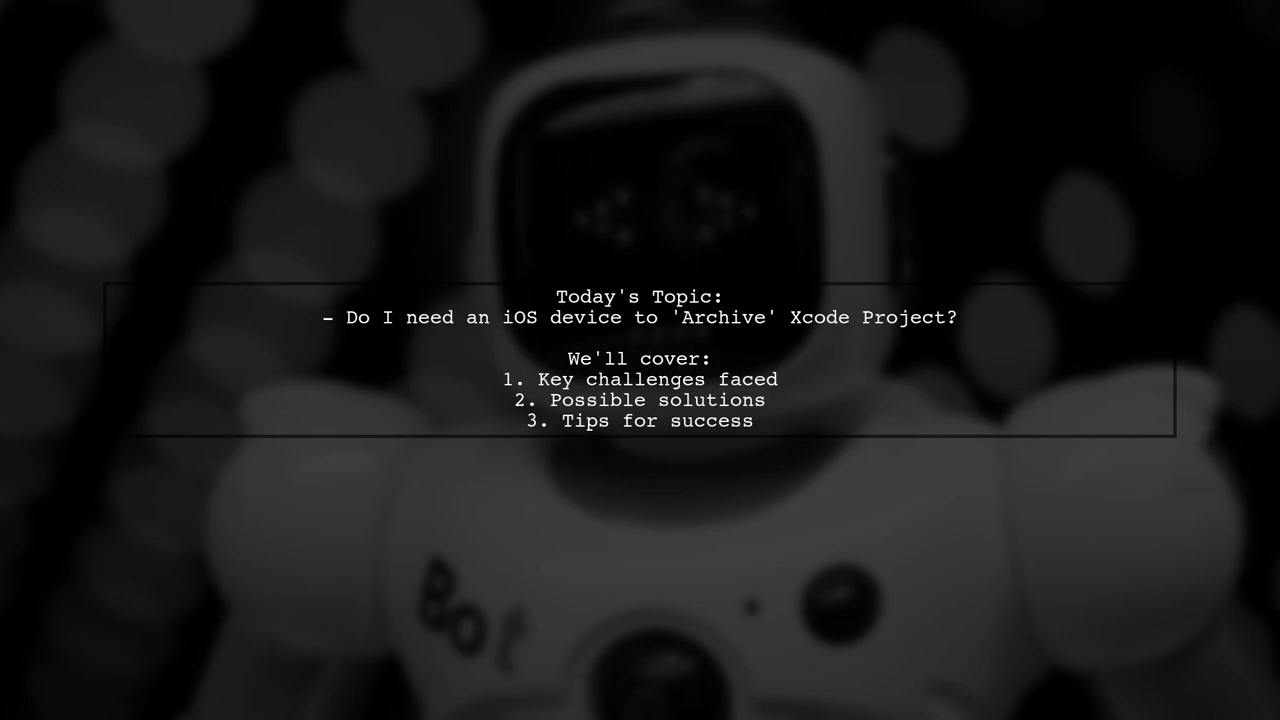 Today's Topic:
– Do I need an iOS device to 'Archive' Xcode Project?
We'll cover:
1. Key challenges faced
2. Possible solutions
3. Tips for success
Bot